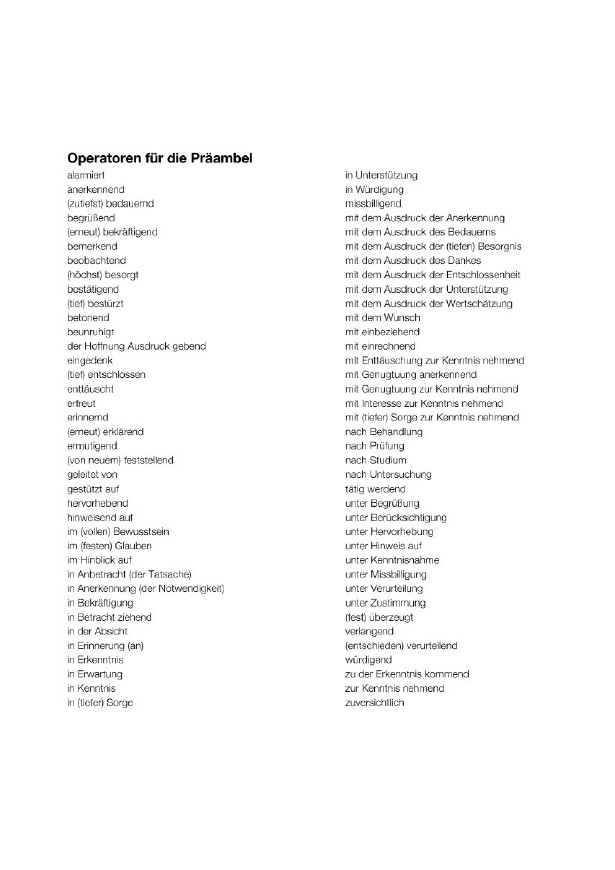 Operatoren für die Präambel
alarmiert
anerkennend
(zutiefst) bedauernd
begrüßend
(erneut) bekräftigend
bemerkend
beobachtend
(höchst) besorgt
bestätigend
(tief) bestürzt
betonend
beunruhigt
der Hoffnung Ausdruck gebend
eingedenk
(tief) entschlossen
enttäuscht
erfreut
erinnernd
(erneut) erklärend
ermutigend
(von neuem) feststellend
geleitet von
gestützt auf
hervorhebend
hinweisend auf
im (vollen) Bewusstsein
im (festen) Glauben
im Hinblick auf
in Anbetracht (der Tatsache)
in Anerkennung (der Notwendigkeit)
in Bekräftigung
in Betracht ziehend
in der Absicht
in Erinnerung (an)
in Erkenntnis
in Erwartung
in Kenntnis
in (tiefer) Sorge
in Unterstützung
in Würdigung
missbilligend
mit dem Ausdruck der Anerkennung
mit dem Ausdruck des Bedauerns
mit dem Ausdruck der (tiefen) Besorgnis
mit dem Ausdruck des Dankes
mit dem Ausdruck der Entschlossenheit
mit dem Ausdruck der Unterstützung
mit dem Ausdruck der Wertschätzung
mit dem Wunsch
mit einbeziehend
mit einrechnend
mit Enttäuschung zur Kenntnis nehmend
mit Genugtuung anerkennend
mit Genugtuung zur Kenntnis nehmend
mit Interesse zur Kenntnis nehmend
mit (tiefer) Sorge zur Kenntnis nehmend
nach Behandlung
nach Prüfung
nach Studium
nach Untersuchung
tätig werdend
unter Begrüßung
unter Berücksichtigung
unter Hervorhebung
unter Hinweis auf
unter Kenntnisnahme
unter Missbilligung
unter Verurteilung
unter Zustimmung
(fest) überzeugt
verlangend
(entschieden) verurteilend
würdigend
zu der Erkenntnis kommend
zur Kenntnis nehmend
zuversichtlich